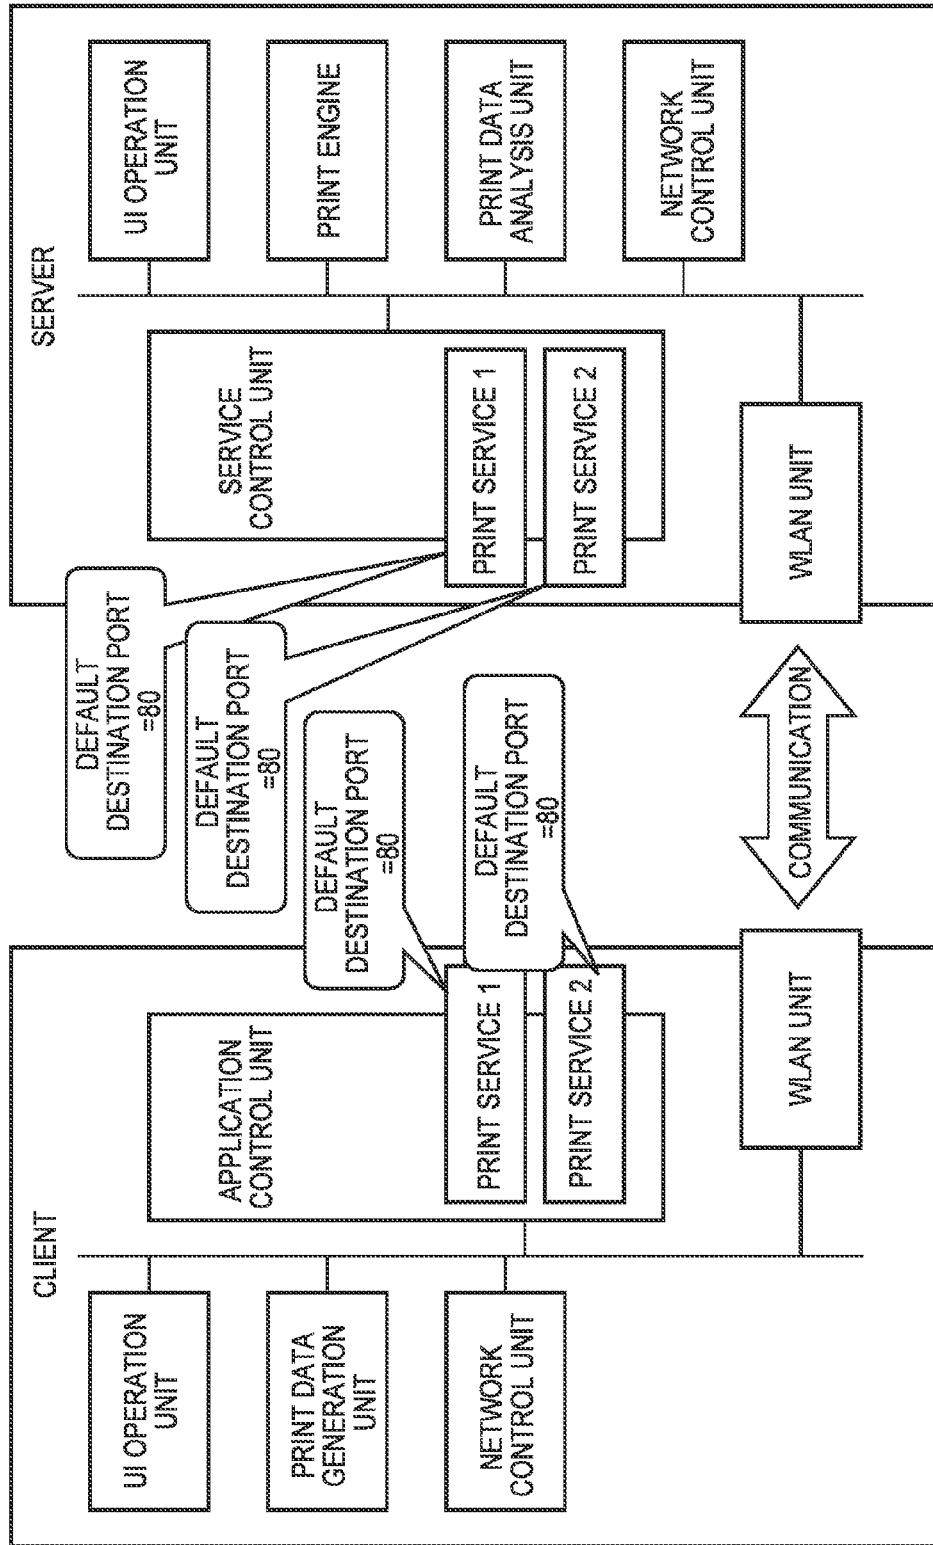 CLIENT
UI OPERATION
UNIT
PRINT DATA
GENERATION
UNIT
NETWORK
CONTROL UNIT
APPLICATION
CONTROL UNIT
PRINT SERVICE 1
PRINT SERVICE 2
WLAN UNIT
DEFAULT
DESTINATION PORT
=80
DEFAULT
DESTINATION PORT
=80
DEFAULT
DESTINATION PORT
=80
DEFAULT
DESTINATION PORT
=80
COMMUNICATION
SERVER
SERVICE
CONTROL UNIT
PRINT SERVICE 1
PRINT SERVICE 2
WLAN UNIT
UI OPERATION
UNIT
PRINT ENGINE
PRINT DATA
ANALYSIS UNIT
NETWORK
CONTROL UNIT